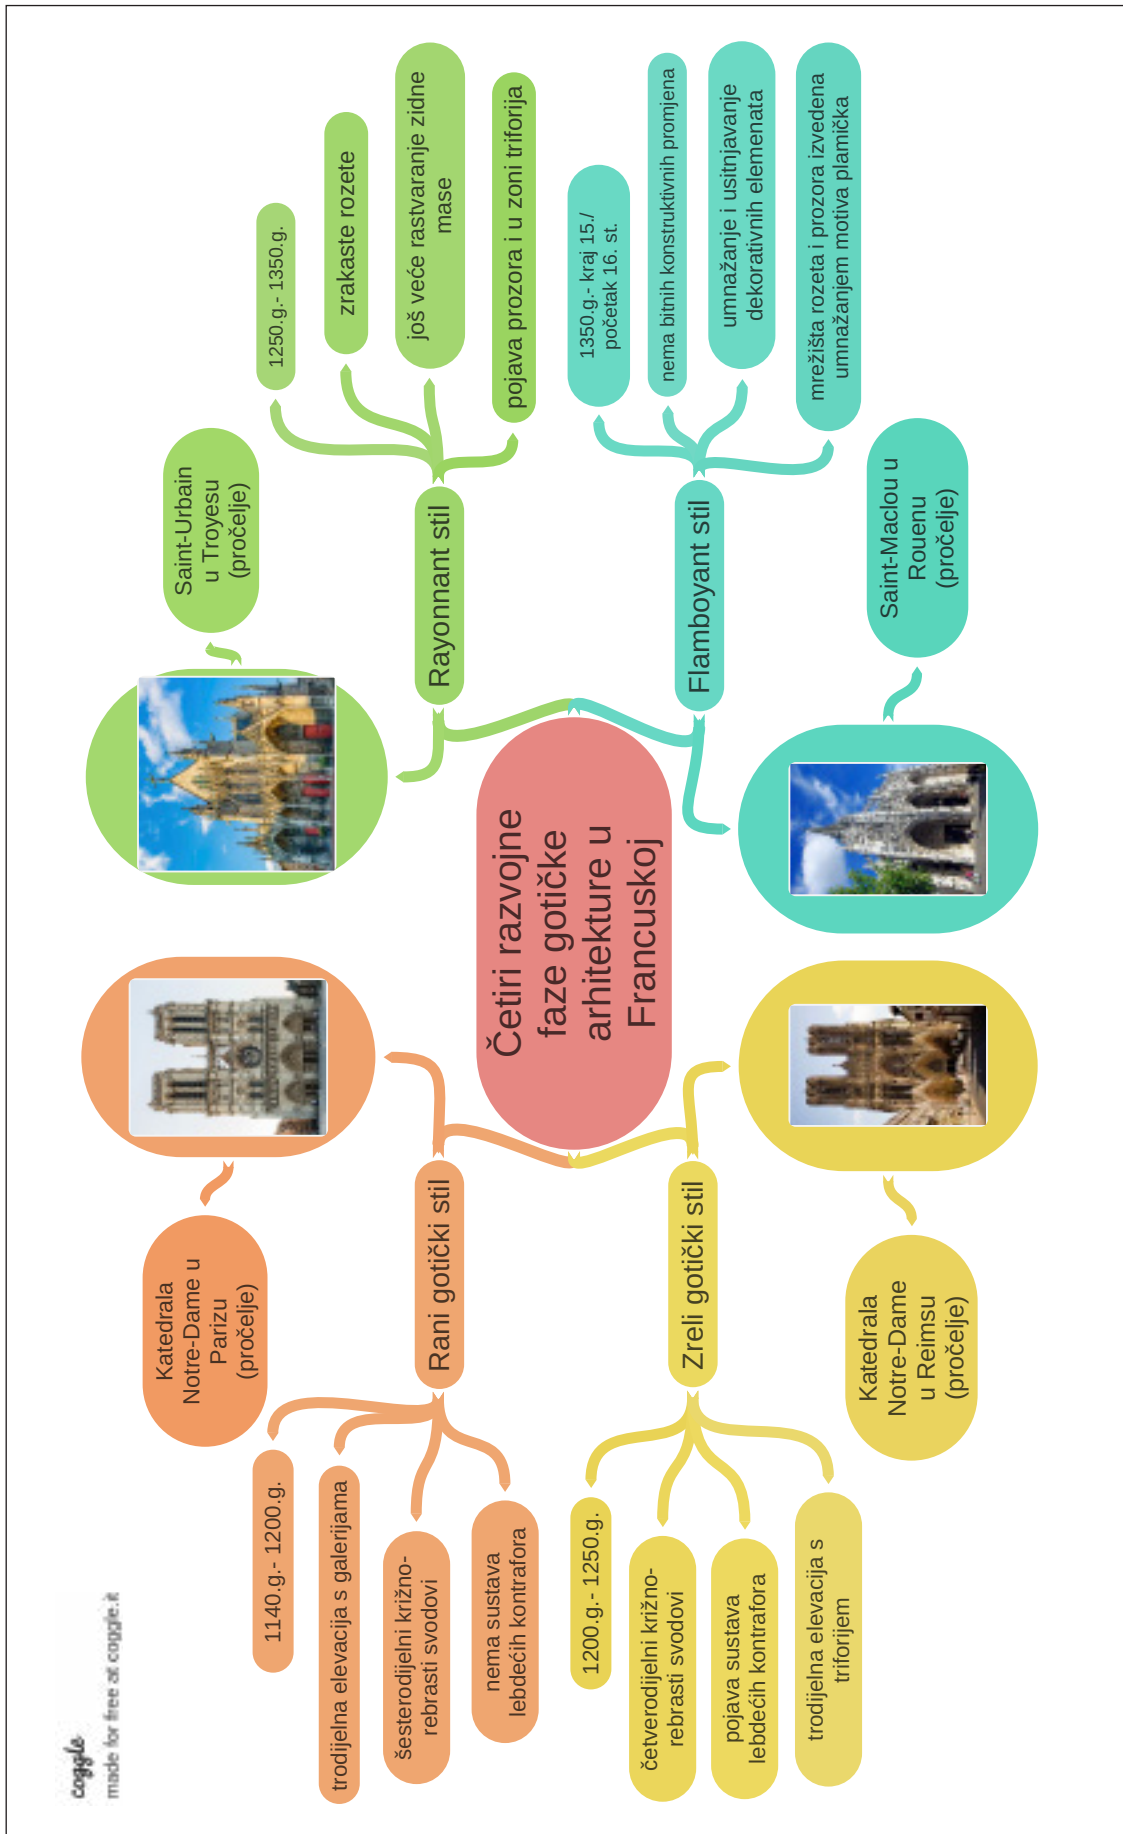 coggle
made for free at coggle.it
Četiri razvojne
faze gotičke
arhitekture u
Francuskoj
Rani gotički stil
1140.g.- 1200.g.
trodijelna elevacija s galerijama
šesterodijelni križno-
rebrasti svodovi
nema sustava
lebdećih kontrafora
Katedrala
Notre-Dame u
Parizu
(pročelje)
Zreli gotički stil
1200.g.- 1250.g.
četverodijelni križno-
rebrasti svodovi
pojava sustava
lebdećih kontrafora
trodijelna elevacija s
triforijem
Katedrala
Notre-Dame
u Reimsu
(pročelje)
Rayonnant stil
1250.g.- 1350.g.
zrakaste rozete
još veće rastvaranje zidne
mase
pojava prozora i u zoni triforija
Saint-Urbain
u Troyesu
(pročelje)
Flamboyant stil
1350.g.- kraj 15./
početak 16. st.
nema bitnih konstruktivnih promjena
umnažanje i usitnjavanje
dekorativnih elemenata
mrežišta rozeta i prozora izvedena
umnažanjem motiva plamička
Saint-Maclou u
Rouenu
(pročelje)